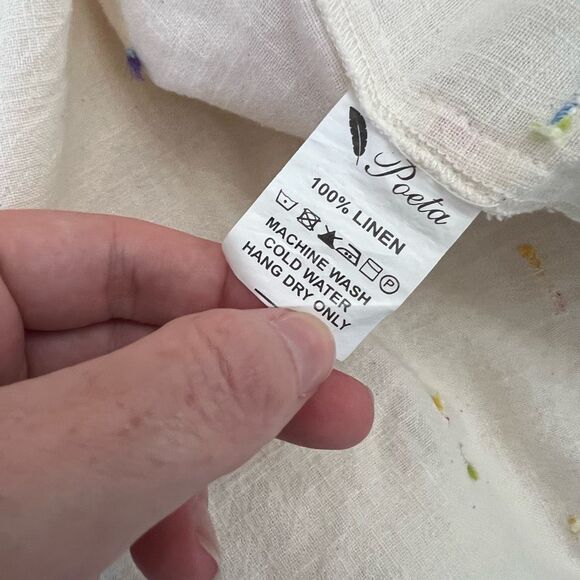 Poeta
100% LINEN
P
MACHINE WASH
COLD WATER
HANG DRY ONLY